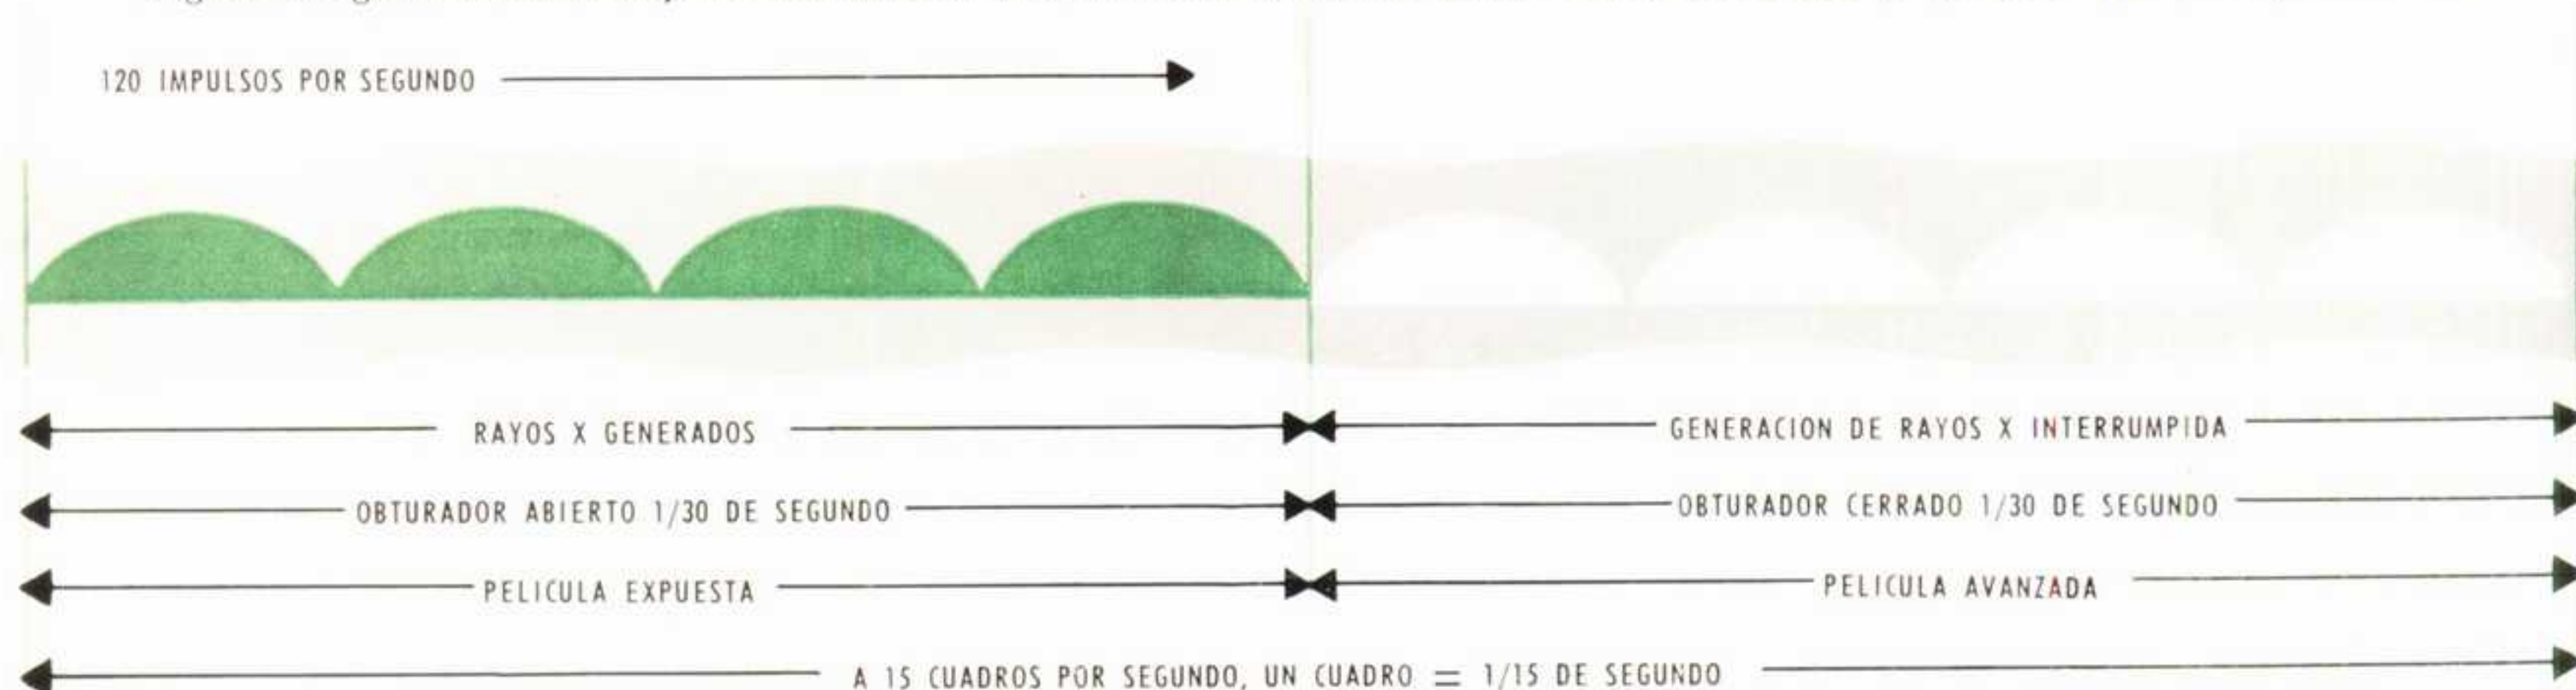 120 IMPULSOS POR SEGUNDO
RAYOS X GENERADOS GENERACION DE RAYOS X INTERRUMPIDA
OBTURADOR ABIERTO 1/30 DE SEGUNDO OBTURADOR CERRADO 1/30 DE SEGUNDO
PELICULA EXPUESTA PELICULA AVANZADA
A 15 CUADROS POR SEGUNDO, UN CUADRO = 1/15 DE SEGUNDO